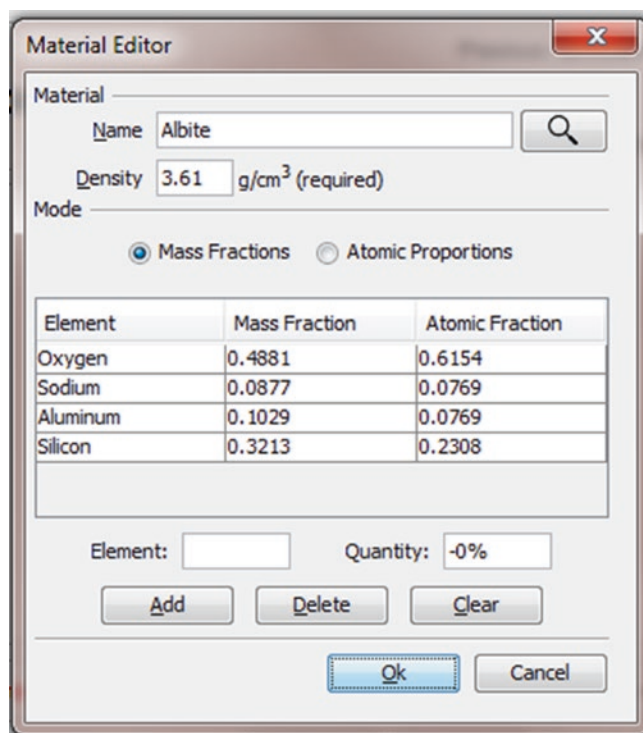 Material Editor
Material
Name Albite
Density 3.61 g/cm³ (required)
Mode
Mass Fractions Atomic Proportions
Element Mass Fraction Atomic Fraction
Oxygen 0.4881 0.6154
Sodium 0.0877 0.0769
Aluminum 0.1029 0.0769
Silicon 0.3213 0.2308
Element: Quantity: -0%
Add Delete Clear
Ok Cancel